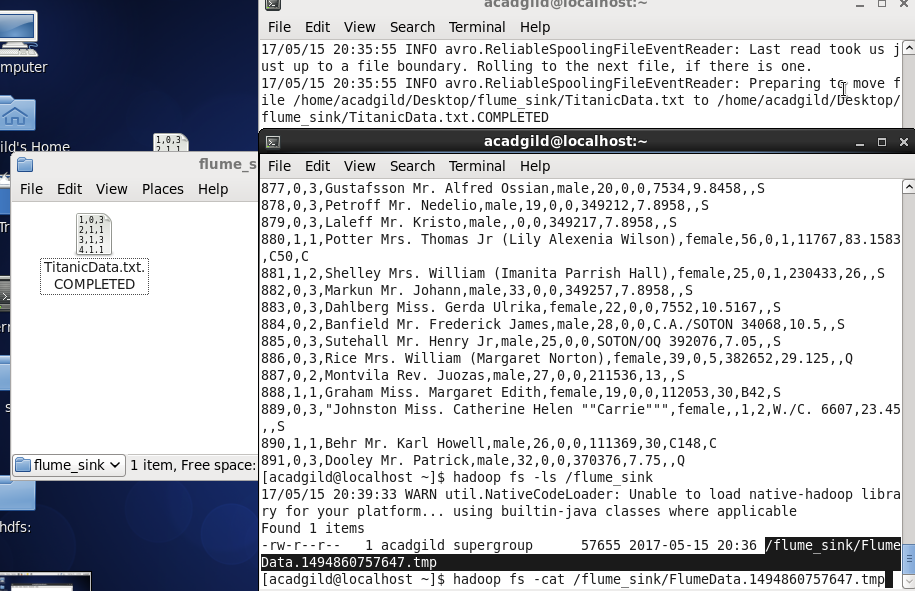 acadgild@localhost:~
File Edit View Search Terminal Help
17/05/15 20:35:55 INFO avro.ReliableSpoolingFileEventReader: Last read took us j
ust up to a file boundary. Rolling to the next file, if there is one.
17/05/15 20:35:55 INFO avro.ReliableSpoolingFileEventReader: Preparing to move f
ile /home/acadgild/Desktop/flume_sink/TitanicData.txt to /home/acadgild/Desktop/
flume_sink/TitanicData.txt.COMPLETED
mputer
ild's Home
1,0,3
flume_s
File Edit View Places Help
1,0,3
2,1,1
3,1,3
4,1,1
TitanicData.txt.
COMPLETED
flume_sink
1 item, Free space:
hdfs:
acadgild@localhost:~
File Edit View Search Terminal Help
877,0,3,Gustafsson Mr. Alfred Ossian,male,20,0,0,7534,9.8458,,S
878,0,3,Petroff Mr. Nedelio,male,19,0,0,349212,7.8958,,S
879,0,3,Laleff Mr. Kristo,male,,0,0,349217,7.8958,,S
880,1,1,Potter Mrs. Thomas Jr (Lily Alexenia Wilson),female,56,0,1,11767,83.1583
,C50,C
881,1,2,Shelley Mrs. William (Imanita Parrish Hall),female,25,0,1,230433,26,,S
882,0,3,Markun Mr. Johann,male,33,0,0,349257,7.8958,,S
883,0,3,Dahlberg Miss. Gerda Ulrika,female,22,0,0,7552,10.5167,,S
884,0,2,Banfield Mr. Frederick James,male,28,0,0,C.A./SOTON 34068,10.5,,S
885,0,3,Sutehall Mr. Henry Jr,male,25,0,0,SOTON/OQ 392076,7.05,,S
886,0,3,Rice Mrs. William (Margaret Norton),female,39,0,5,382652,29.125,,Q
887,0,2,Montvila Rev. Juozas,male,27,0,0,211536,13,,S
888,1,1,Graham Miss. Margaret Edith,female,19,0,0,112053,30,B42,S
889,0,3,"Johnston Miss. Catherine Helen ""Carrie""",female,,1,2,W./C. 6607,23.45
,,S
890,1,1,Behr Mr. Karl Howell,male,26,0,0,111369,30,C148,C
891,0,3,Dooley Mr. Patrick,male,32,0,0,370376,7.75,,Q
[acadgild@localhost ~]$ hadoop fs -ls /flume_sink
17/05/15 20:39:33 WARN util.NativeCodeLoader: Unable to load native-hadoop libra
ry for your platform... using builtin-java classes where applicable
Found 1 items
-rw-r--r--   1 acadgild supergroup      57655 2017-05-15 20:36 /flume_sink/Flume
Data.1494860757647.tmp
[acadgild@localhost ~]$ hadoop fs -cat /flume_sink/FlumeData.1494860757647.tmp